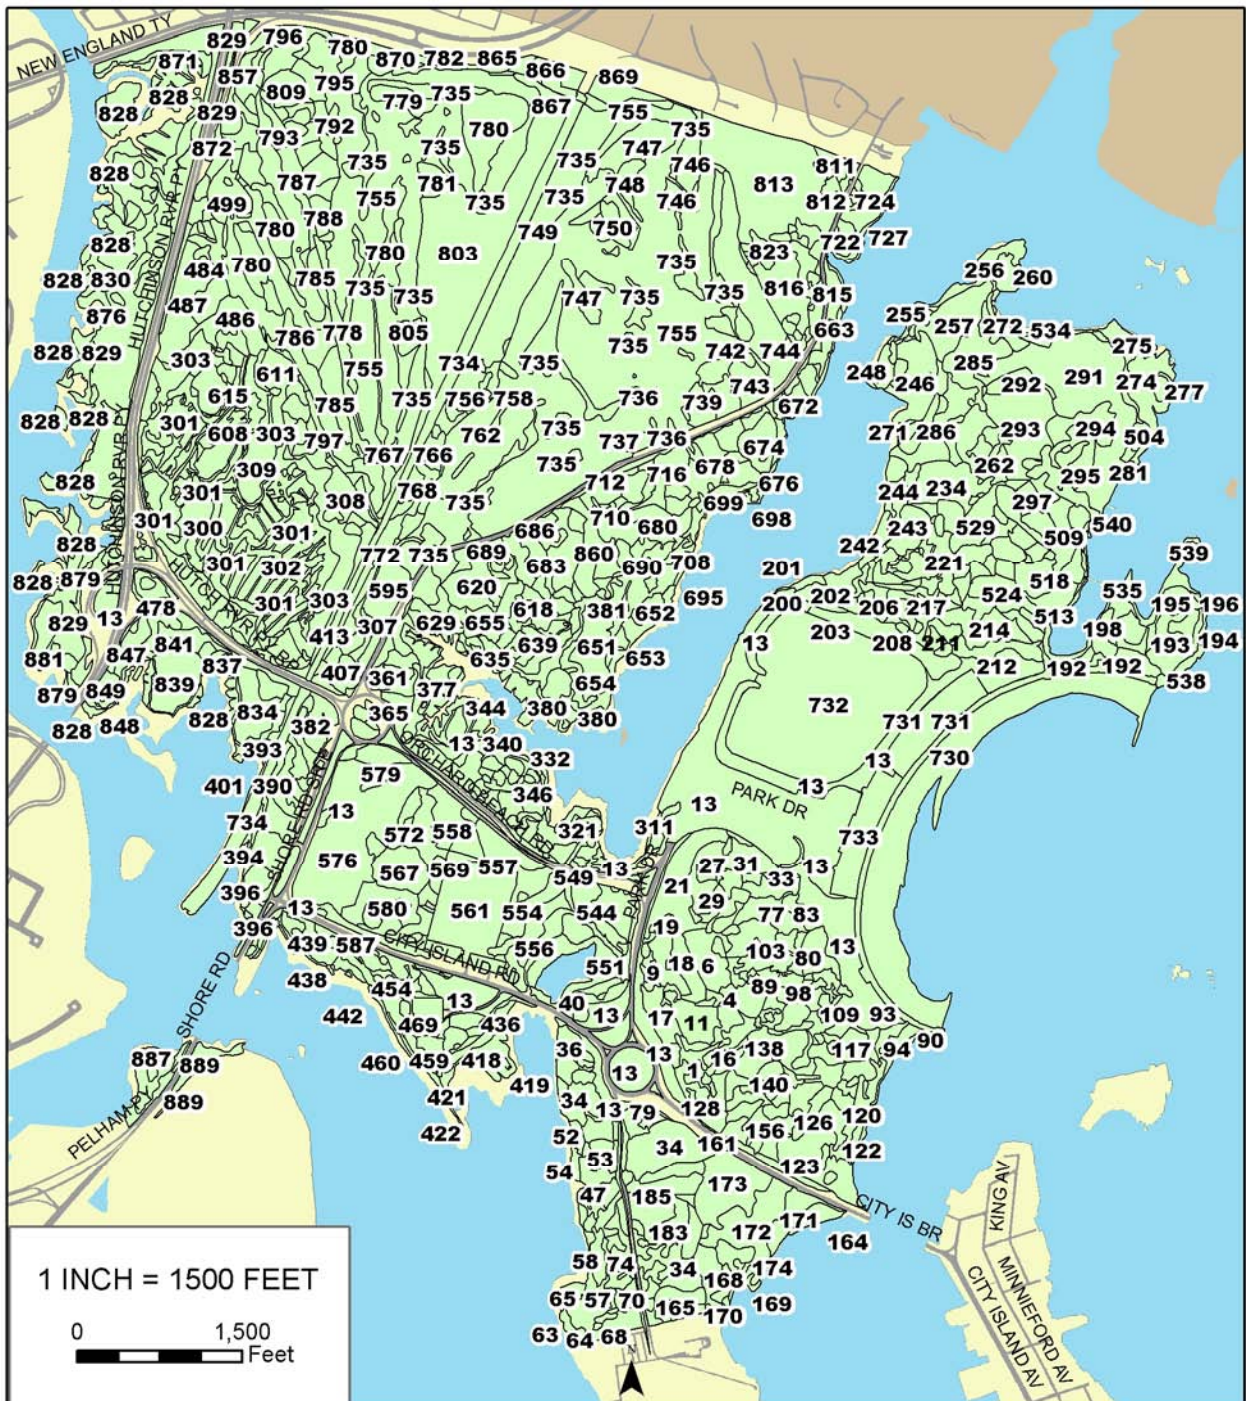 829 796
780
871 870 782 865
857 866 869
828 809 795 779 735 867
828 829 755
792 780 735
793 747
872 735 735 746
735 811
828 787 781 748 813
755 735 735 746
499 812 724
788 780 749 750
828 780 803 722 727
823
256
484 780 735
828 830 785 735 260
735 747 735 735 816 815
487 255
876 486 257 272 534
786 778 805 755 663
275
828 829 303 755 734 735 735 742 744 285
248 291
611 246 292 274
743 277
615 785 735 756 758 736 739
672
828 828 301 608 303 762 735 271 286 293 294 504
797 737 736
767 766 674
309 735 678 262
828 716 295 281
301 768 712 676 244 234
308 735 699 297
301 300 301 686 710 680 698 243 529 540
509
828 772 735 689 860 242 539
301 302 683 690 708 201 221
828 879 620 518
595 535
301 303 381 695 200 202 206 217 524 195 196
13 478 618 652
829 307 629 655 203 513 198
413 639 651 13 208 211 214 193 194
881 847 841 635 653
837 407 361 212 192 192
879 849 839 377 654 538
828 848 828 834 365 344 380 380 732 731 731
382
393 13 340 332 730
579 13
401 390 346 13
13 13
734 572 558 321 311 733
394 576 567 569 557 549 13 27 31 33 13
396 21
13 580 561 554 544 29 77 83
396 19
439 587 556 103 80 13
438 551 9 18 6
454 89 98
442 13 40 13 4
469 436 17 11 109 93
36 90
887 889 460 459 418 13 16 138 117 94
13 1
419 140
889 421 34 13 79 128 120
422 52 34 161 156 126
53 122
54 123
47 185 173
183 172 171
164
58 74 34 168 174
65 57 70 165 170 169
63 64 68
NEW ENGLAND TY
HUTCHINSON RVR PY
HUTCHINSON RVR PY
HUTCH RVR RD
SHORE RD
ORCHARD BEACH RD
PARK DR
PARK DR
CITY ISLAND RD
SHORE RD
PELHAM PY
CITY IS BR
KING AV
MINNIEFORD AV
CITY ISLAND AV
1 INCH = 1500 FEET
0 1,500
Feet
N